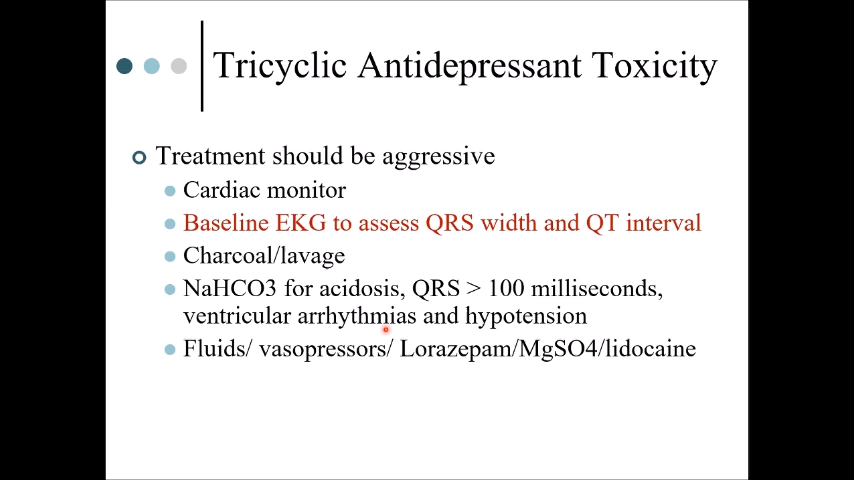 Tricyclic Antidepressant Toxicity
Treatment should be aggressive
Cardiac monitor
Baseline EKG to assess QRS width and QT interval
Charcoal/lavage
NaHCO3 for acidosis, QRS > 100 milliseconds,
ventricular arrhythmias and hypotension
Fluids/ vasopressors/ Lorazepam/MgSO4/lidocaine